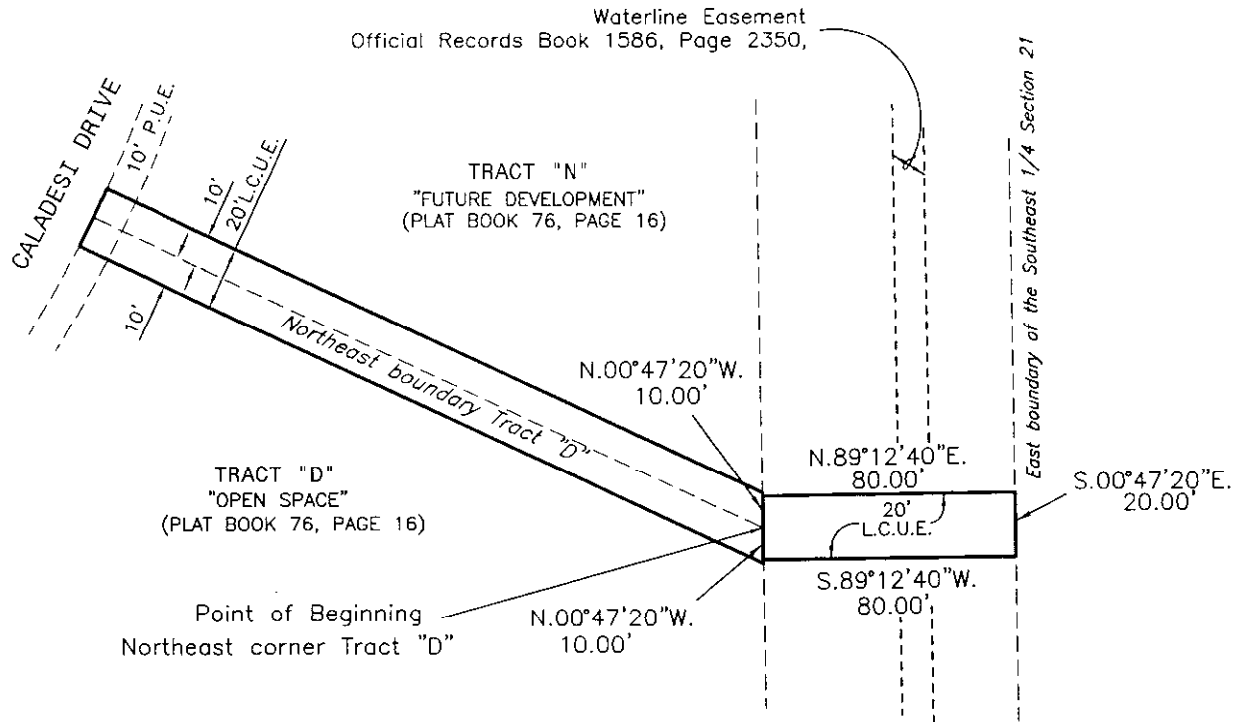 Waterline Easement
Official Records Book 1586, Page 2350,
East boundary of the Southeast 1/4 Section 21
CALADESI DRIVE
10' P.U.E.
10'
20' L.C.U.E.
TRACT "N"
"FUTURE DEVELOPMENT"
(PLAT BOOK 76, PAGE 16)
10'
Northeast boundary Tract "D"
N.00°47'20"W.
10.00'
TRACT "D"
"OPEN SPACE"
(PLAT BOOK 76, PAGE 16)
N.89°12'40"E.
80.00'
S.00°47'20"E.
20.00'
20'
L.C.U.E.
S.89°12'40"W.
80.00'
Point of Beginning
Northeast corner Tract "D"
N.00°47'20"W.
10.00'